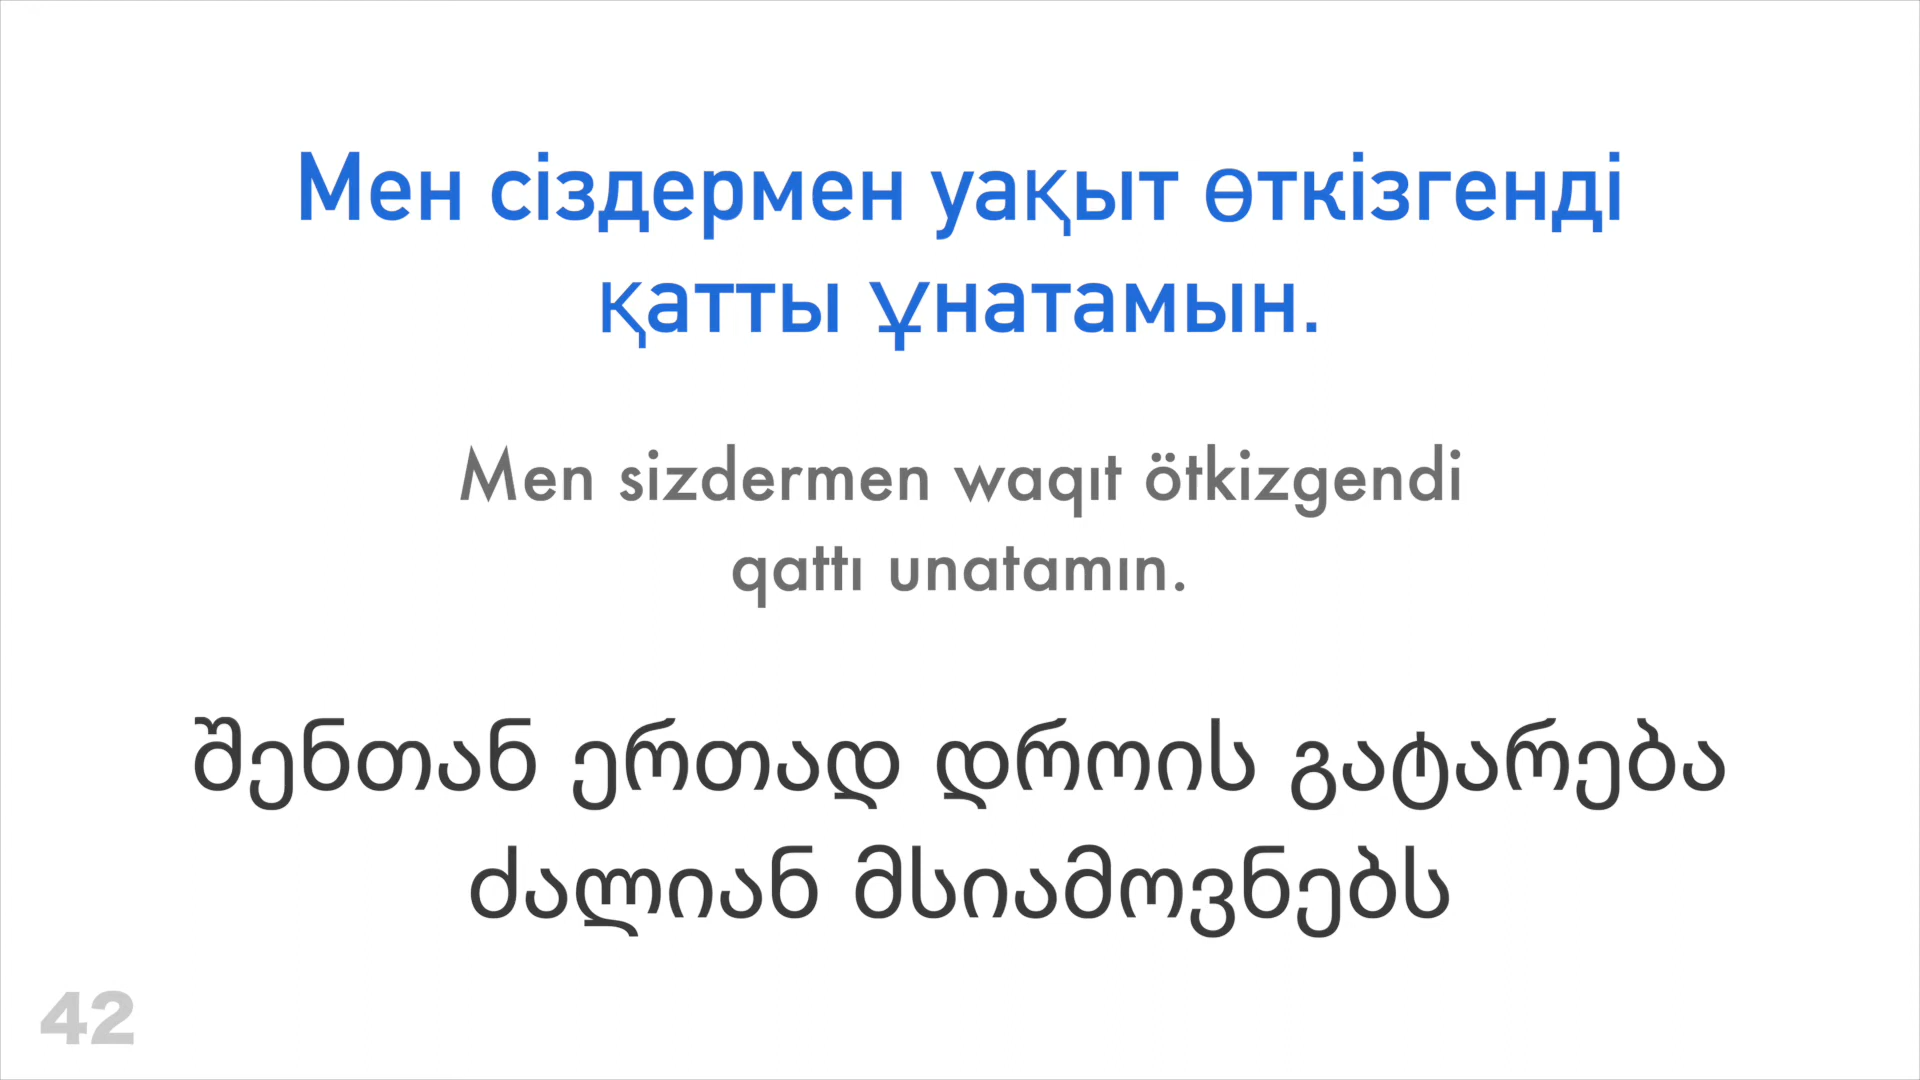 Мен сіздермен уақыт өткізгенді
қатты ұнатамын.
Men sizdermen waqıt ötkizgendi
qattı unatamın.
შენთან ერთად დროის გატარება
ძალიან მსიამოვნებს
42